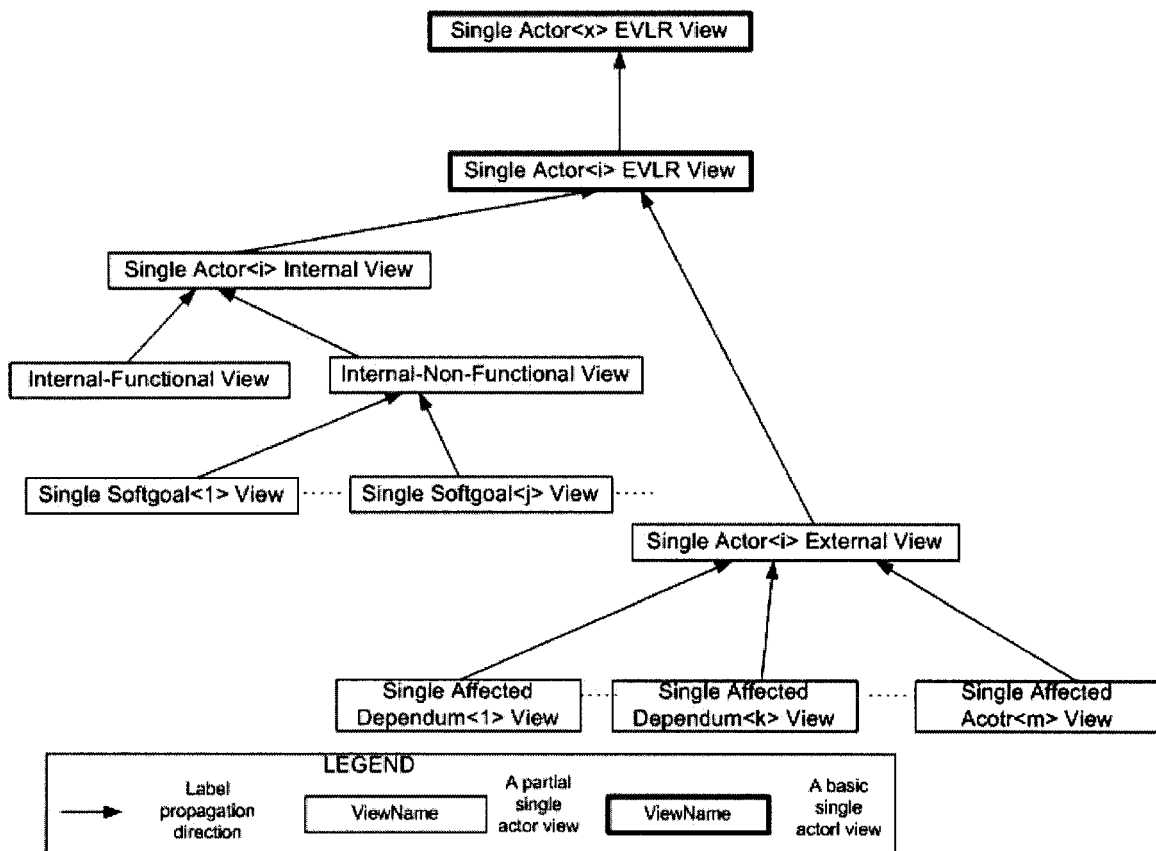 Single Actor<x> EVLR View
Single Actor<i> EVLR View
Single Actor<i> Internal View
Internal-Functional View
Internal-Non-Functional View
Single Softgoal<1> View
Single Softgoal<j> View
Single Actor<i> External View
Single Affected
Dependum<1> View
Single Affected
Dependum<k> View
Single Affected
Acotr<m> View
LEGEND
Label
propagation
direction
ViewName
A partial
single
actor view
ViewName
A basic
single
actorl view